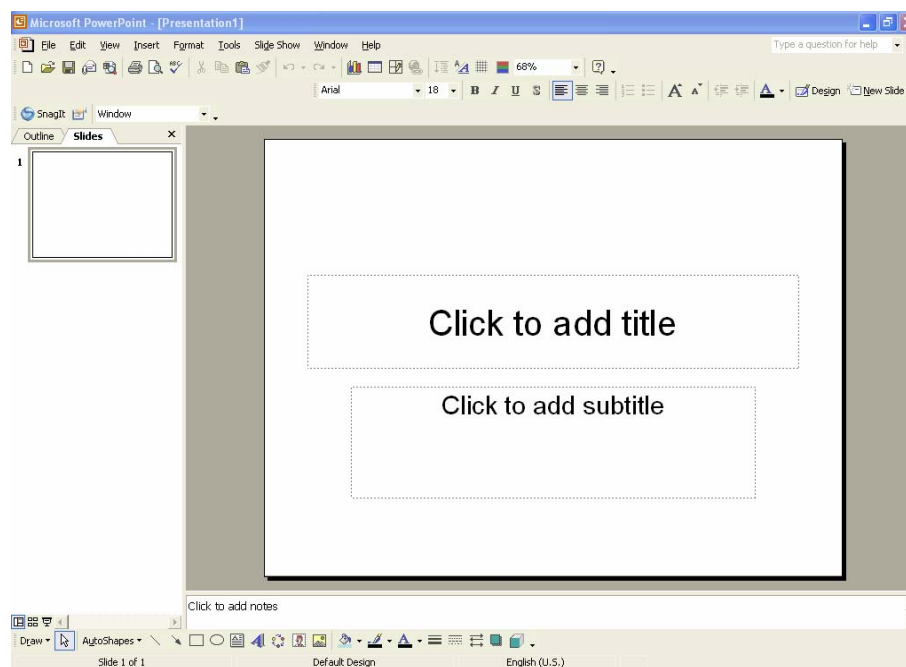 Microsoft PowerPoint - [Presentation1]
File Edit View Insert Format Tools Slide Show Window Help Type a question for help
68%
Arial 18 B I U S A A A Design New Slide
SnagIt Window
Outline Slides
1
Click to add title
Click to add subtitle
Click to add notes
Draw AutoShapes A A
Slide 1 of 1 Default Design English (U.S.)